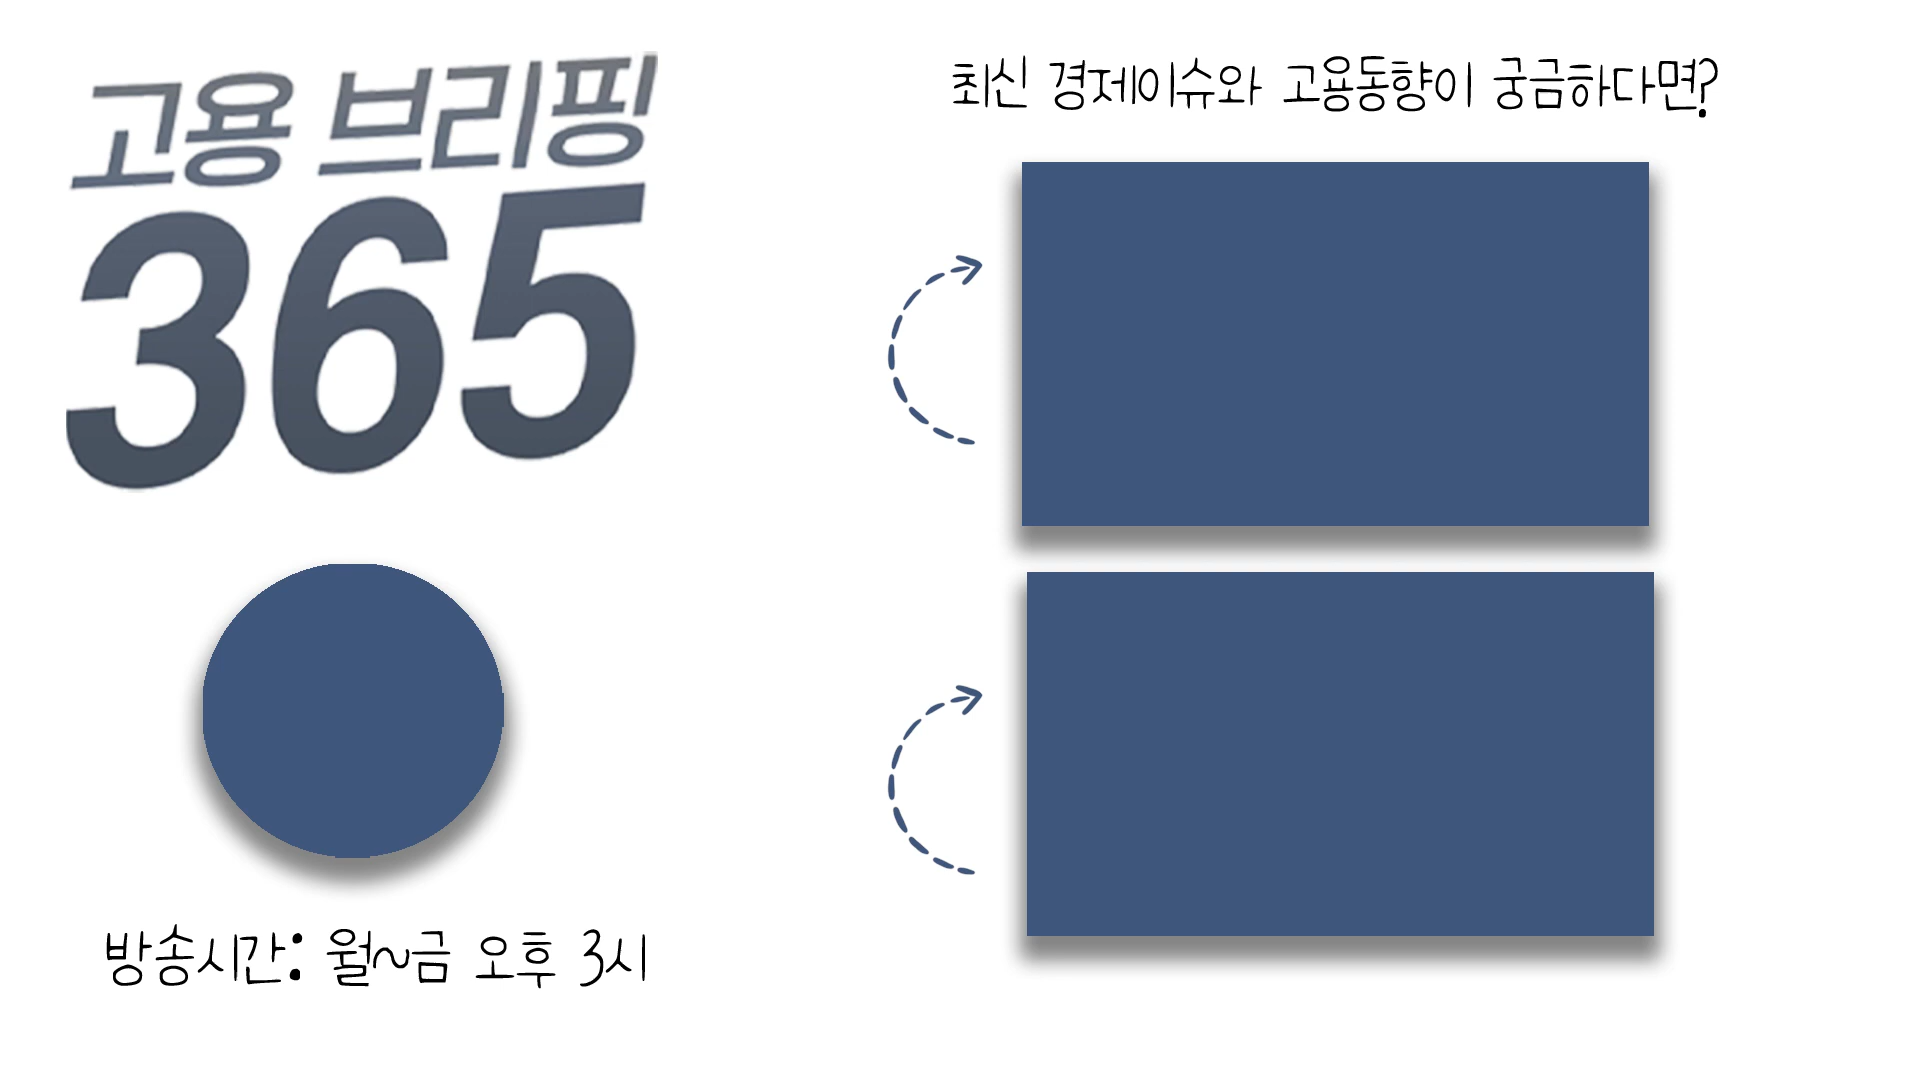 고용 브리핑
365
방송시간: 월~금 오후 3시
최신 경제이슈와 고용동향이 궁금하다면?